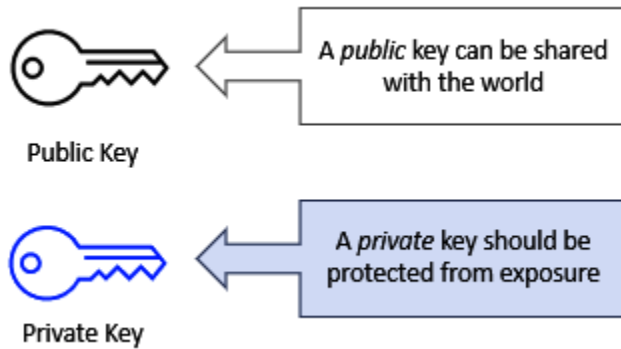 A public key can be shared
with the world
Public Key
A private key should be
protected from exposure
Private Key